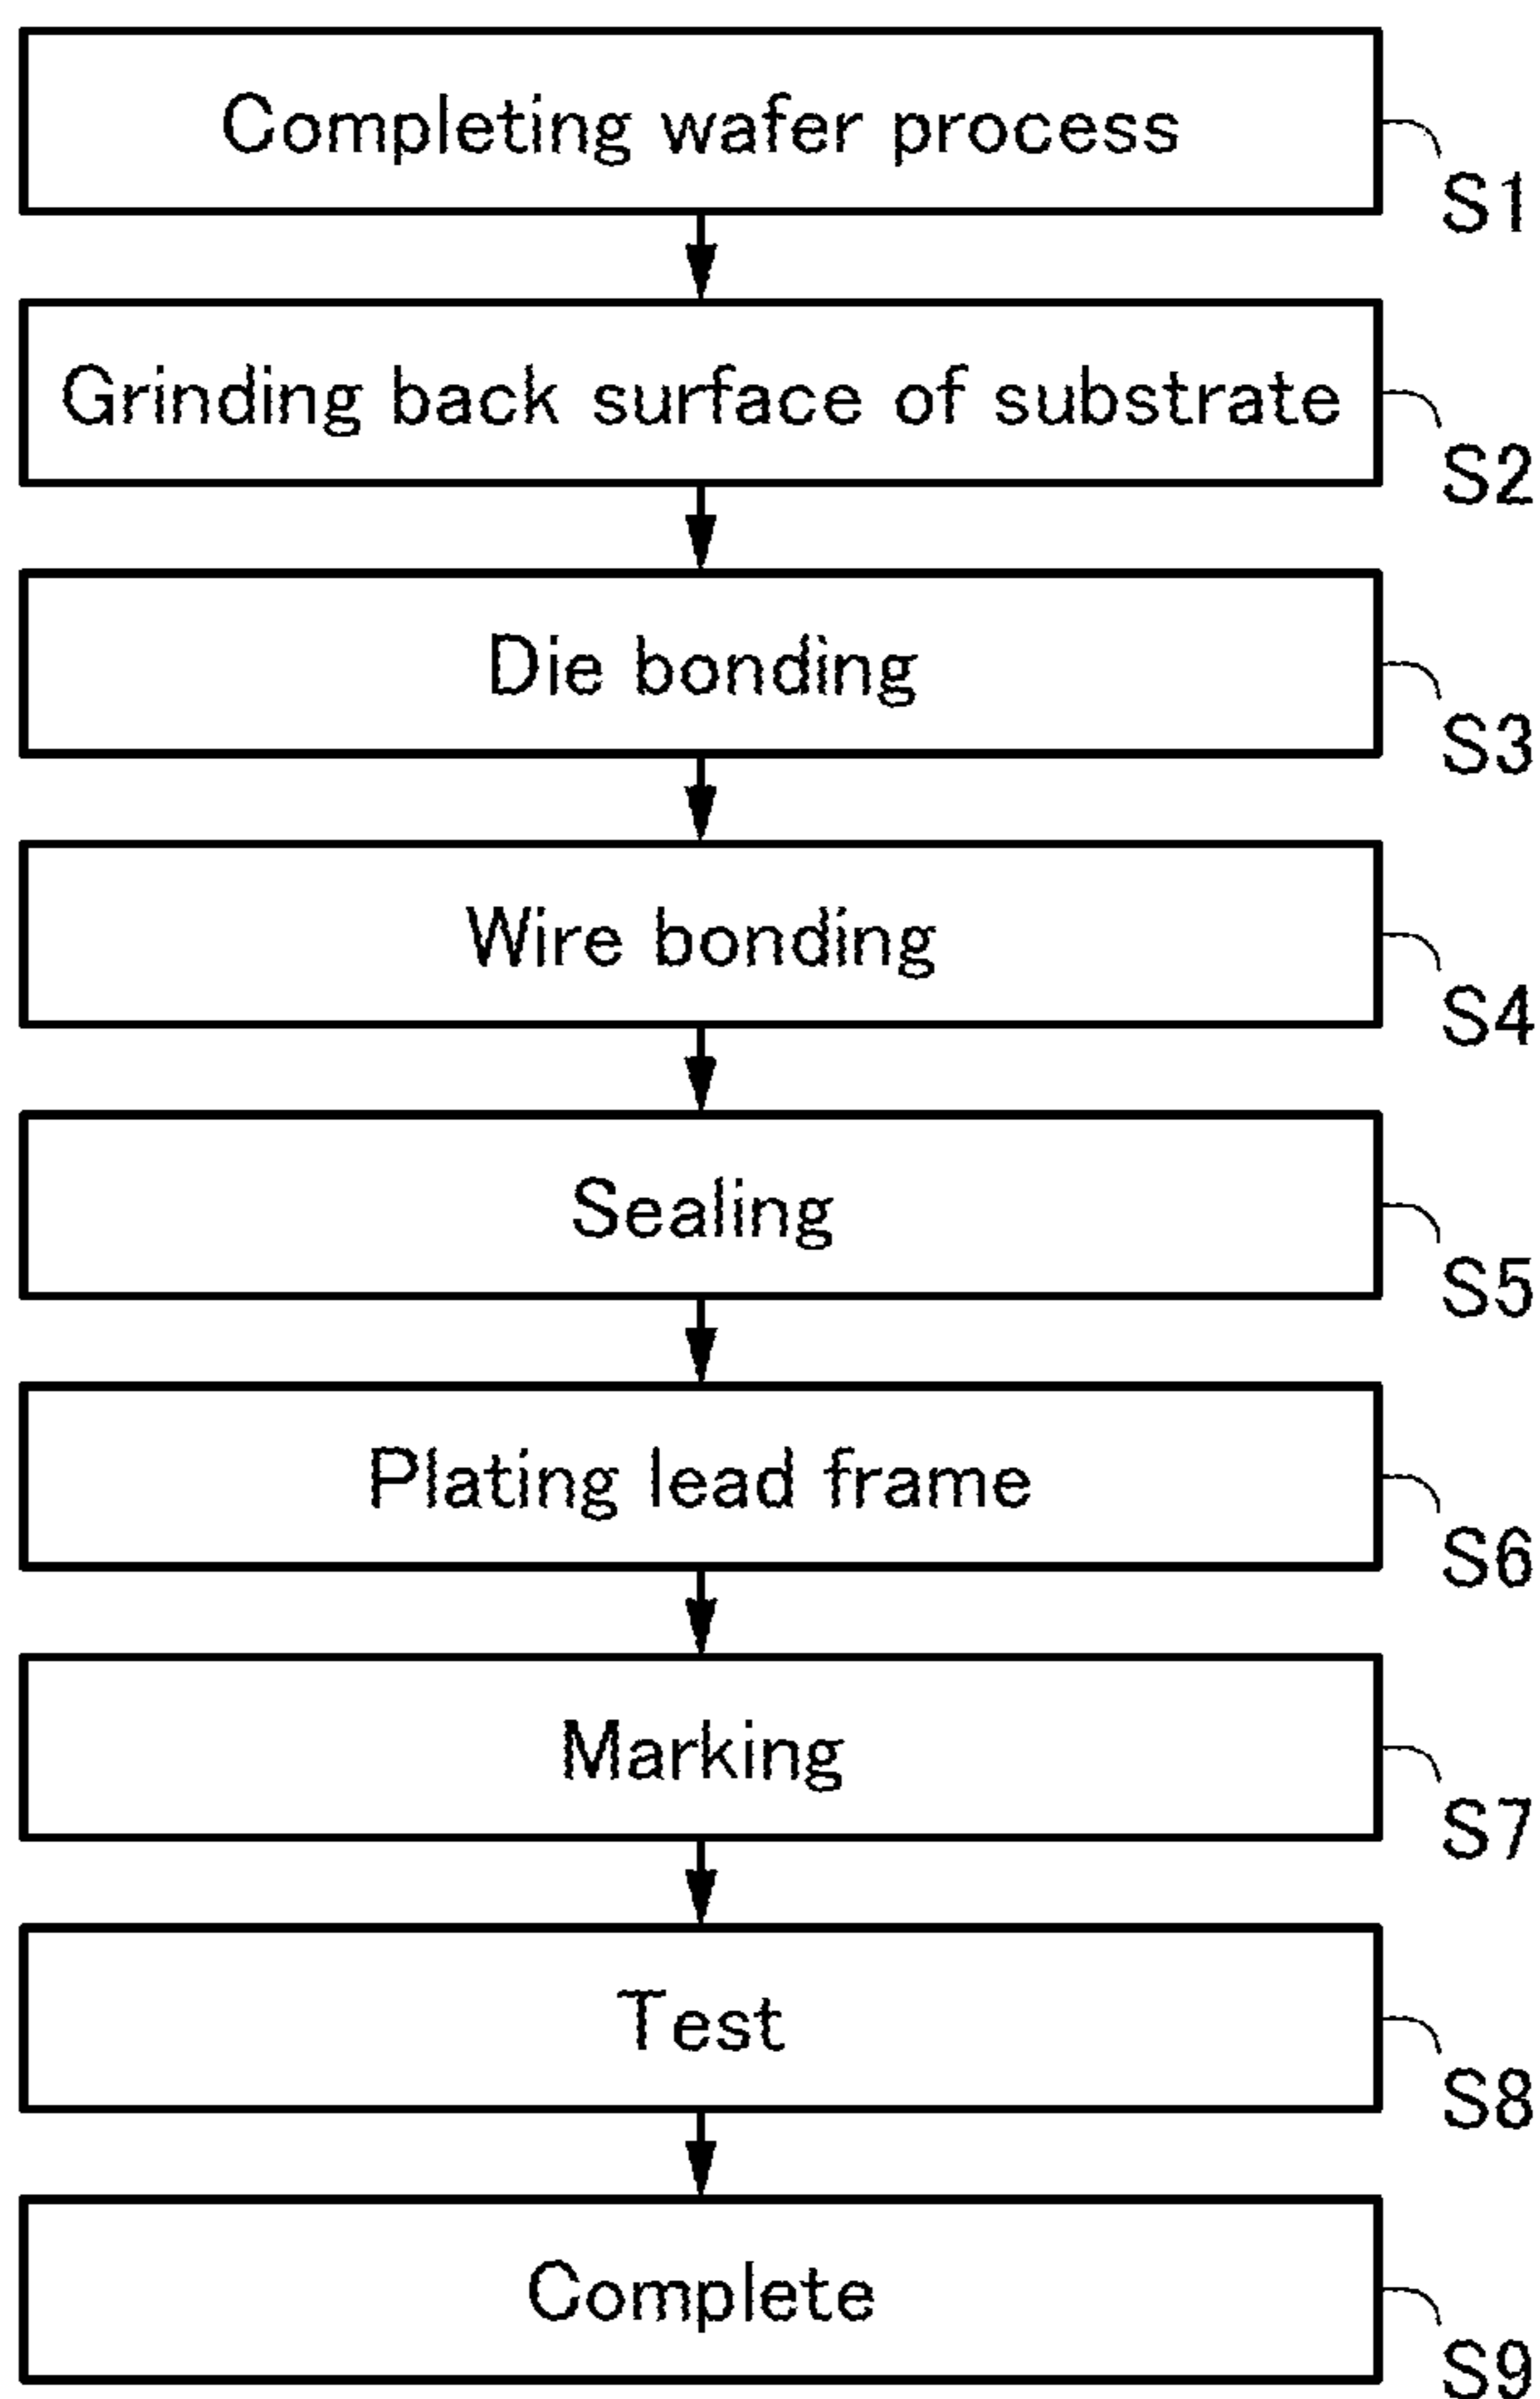 Completing wafer process
S1
Grinding back surface of substrate
S2
Die bonding
S3
Wire bonding
S4
Sealing
S5
Plating lead frame
S6
Marking
S7
Test
S8
Complete
S9